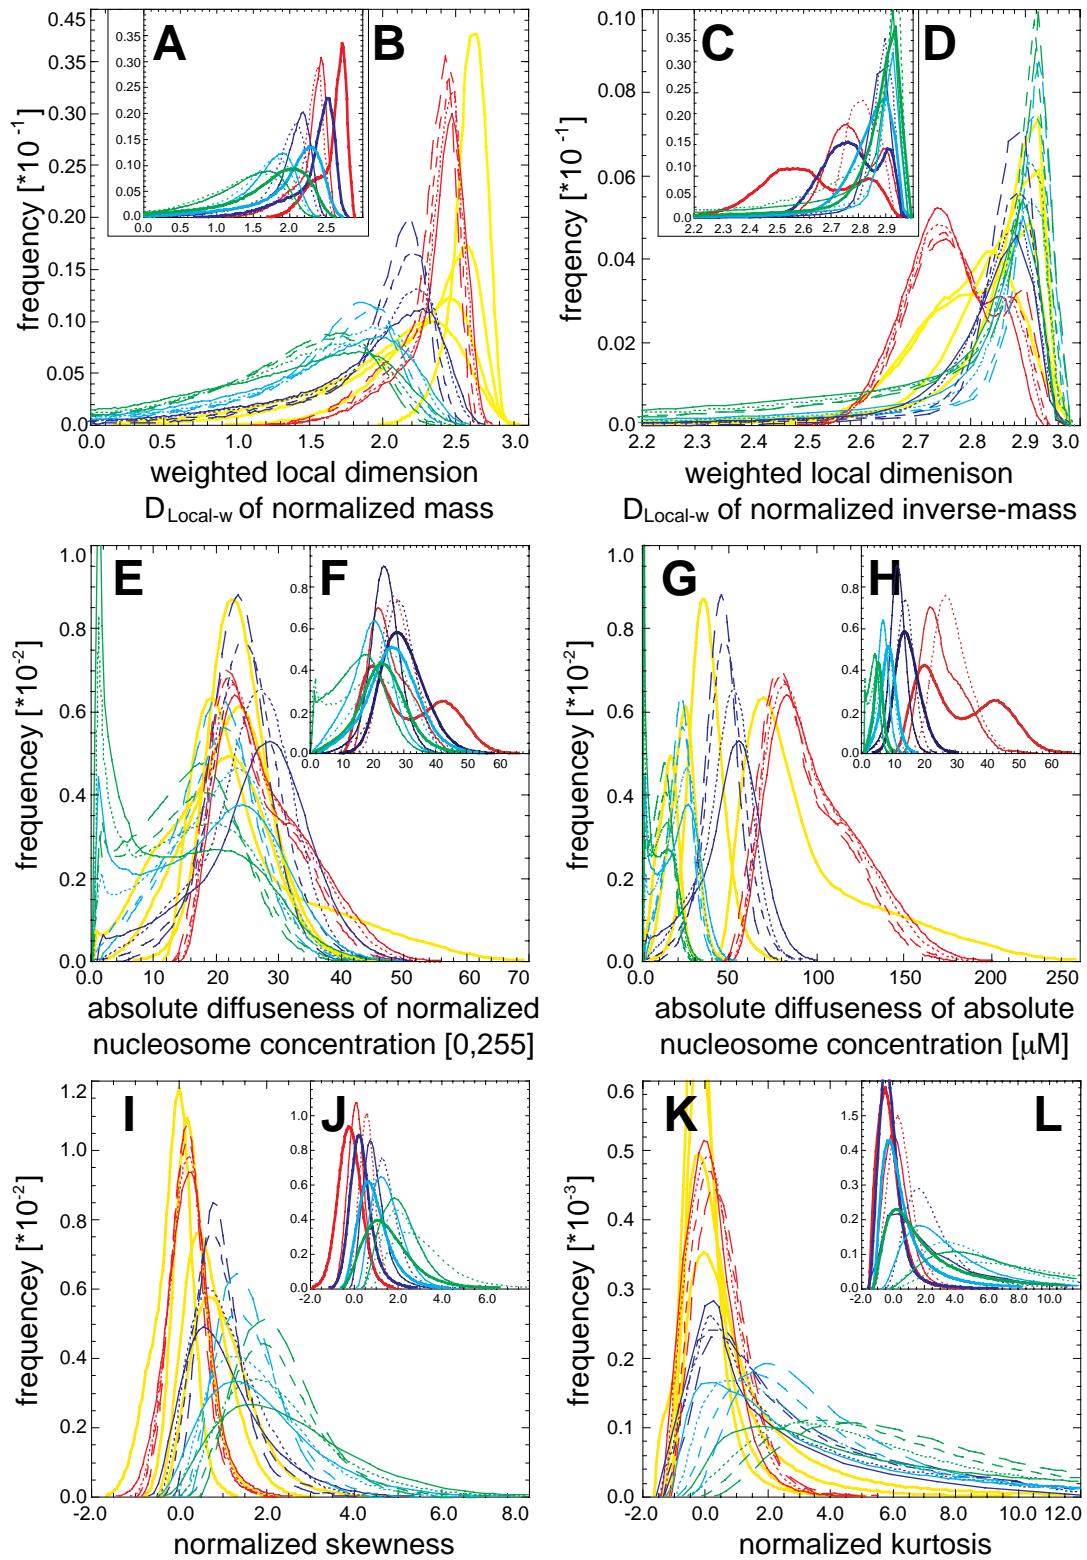 A
B
C
D
0.45
0.35
0.30
0.25
0.20
0.15
0.10
0.05
0.0
frequency [*10⁻¹]
0.35
0.30
0.25
0.20
0.15
0.10
0.05
0.0
0.0 0.5 1.0 1.5 2.0 2.5
0.0 1.0 1.5 2.0 2.5 3.0
weighted local dimension
D Local-w of normalized mass
0.10
0.08
0.06
0.04
0.02
0.00
freqency [*10⁻¹]
0.35
0.30
0.25
0.20
0.15
0.10
0.05
0.0
2.2 2.4 2.5 2.6 2.7 2.8 2.9
2.2 2.3 2.4 2.5 2.6 2.7 2.8 2.9 3.0
weighted local dimenison
D Local-w of normalized inverse-mass
E
F
G
H
1.0
0.8
0.6
0.4
0.2
0.0
frequencey [*10⁻²]
0.8
0.6
0.4
0.2
0.0
0 10 20 30 40 50 60
0 10 20 30 40 50 60 70
absolute diffuseness of normalized
nucleosome concentration [0,255]
1.0
0.8
0.6
0.4
0.2
0.0
frequencey [*10⁻²]
0.8
0.6
0.4
0.2
0.0
0 10 20 30 40 50 60
0 50 100 150 200 250
absolute diffuseness of absolute
nucleosome concentration [μM]
I
J
K
L
1.2
1.0
0.8
0.6
0.4
0.2
0.0
frequencey [*10⁻²]
1.0
0.8
0.6
0.4
0.2
0.0
-2.0 0.0 2.0 4.0 6.0
-2.0 0.0 2.0 4.0 6.0 8.0
normalized skewness
0.6
0.5
0.4
0.3
0.2
0.1
0.0
frequencey [*10⁻³]
1.5
0.4
0.3
0.2
0.1
0.0
-2.0 0.0 2.0 4.0 6.0 8.0 10.0
-2.0 0.0 2.0 4.0 6.0 8.0 10.0 12.0
normalized kurtosis